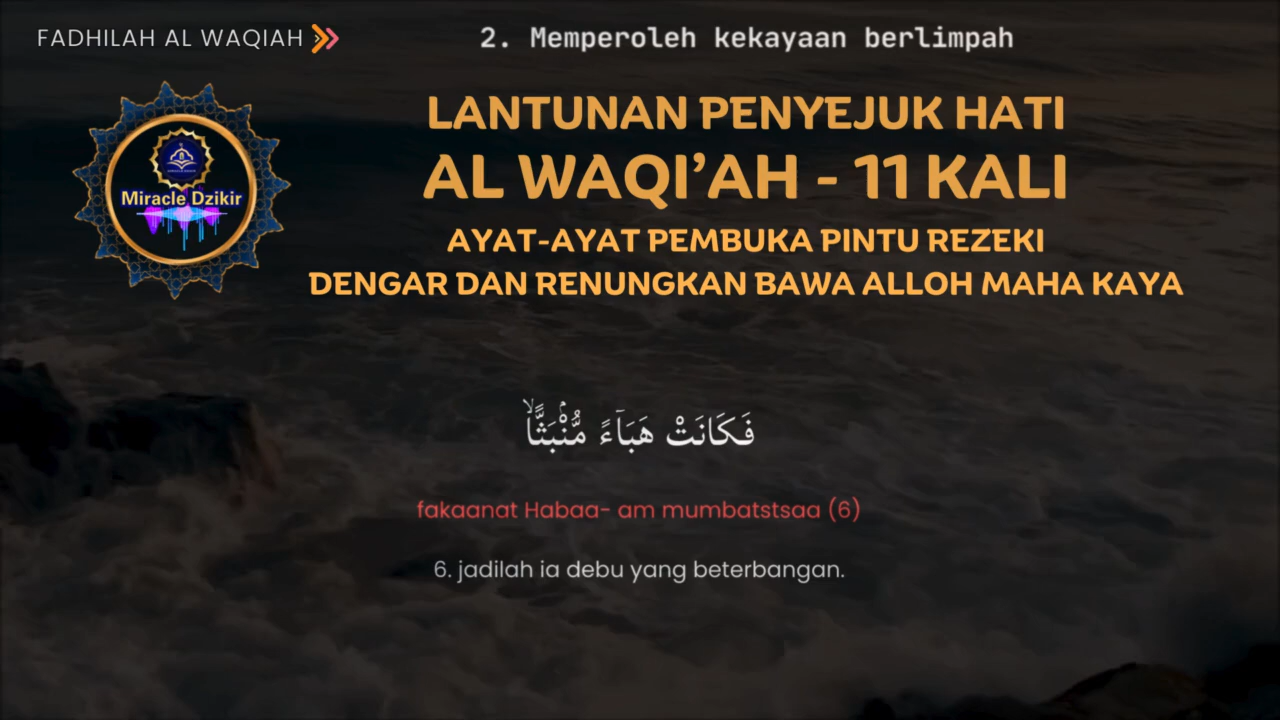 FADHILAH AL WAQIAH
2. Memperoleh kekayaan berlimpah
Miracle Dzikir
LANTUNAN PENYEJUK HATI
AL WAQI’AH - 11 KALI
AYAT-AYAT PEMBUKA PINTU REZEKI
DENGAR DAN RENUNGKAN BAWA ALLOH MAHA KAYA
فَكَانَتْ هَبَاۤءً مُّنْۢبَثًّاۙ
fakaanat Habaa- am mumbatstsaa (6)
6. jadilah ia debu yang beterbangan.